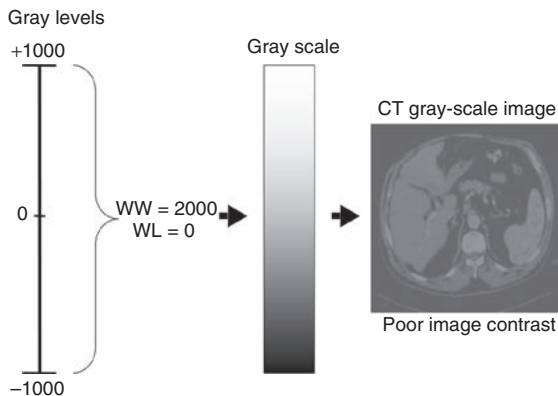 Gray levels
+1000
0
–1000
WW = 2000
WL = 0
Gray scale
CT gray-scale image
Poor image contrast